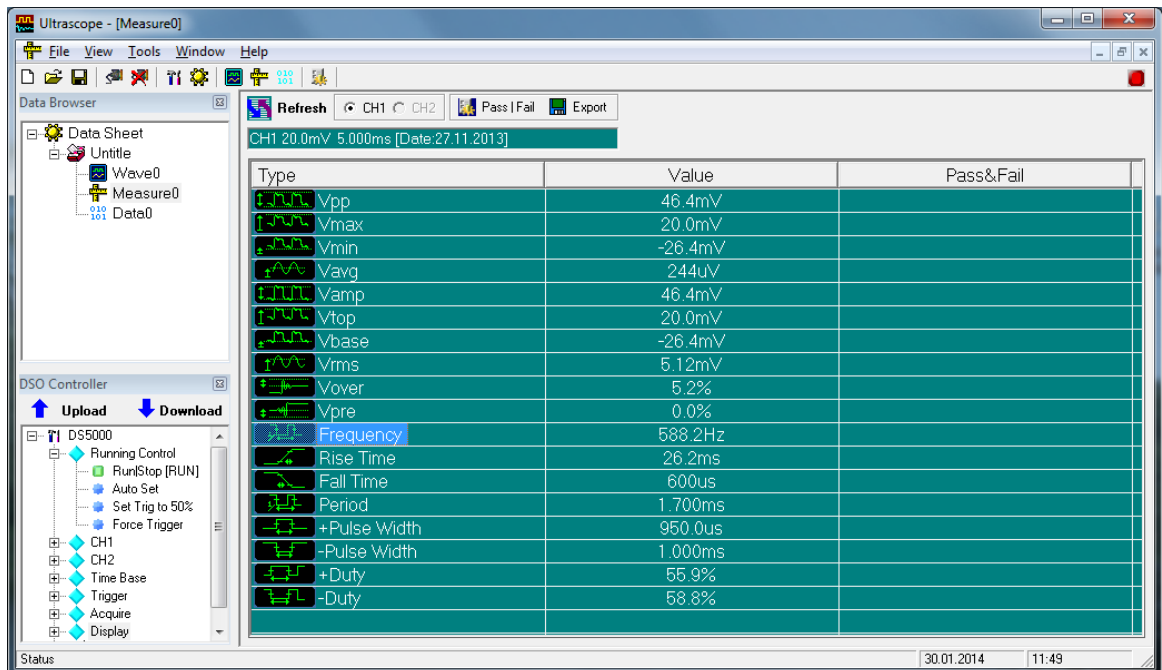 Ultrascope - [Measure0]
File View Tools Window Help
Data Browser
Data Sheet
Untitle
Wave0
Measure0
010 101 Data0
DSO Controller
Upload Download
DS5000
Running Control
Run|Stop [RUN]
Auto Set
Set Trig to 50%
Force Trigger
CH1
CH2
Time Base
Trigger
Acquire
Display
Refresh CH1 CH2 Pass | Fail Export
CH1 20.0mV 5.000ms [Date:27.11.2013]
Type Value Pass&Fail
Vpp 46.4mV
Vmax 20.0mV
Vmin -26.4mV
Vavg 244uV
Vamp 46.4mV
Vtop 20.0mV
Vbase -26.4mV
Vrms 5.12mV
Vover 5.2%
Vpre 0.0%
Frequency 588.2Hz
Rise Time 26.2ms
Fall Time 600us
Period 1.700ms
+Pulse Width 950.0us
-Pulse Width 1.000ms
+Duty 55.9%
-Duty 58.8%
Status 30.01.2014 11:49